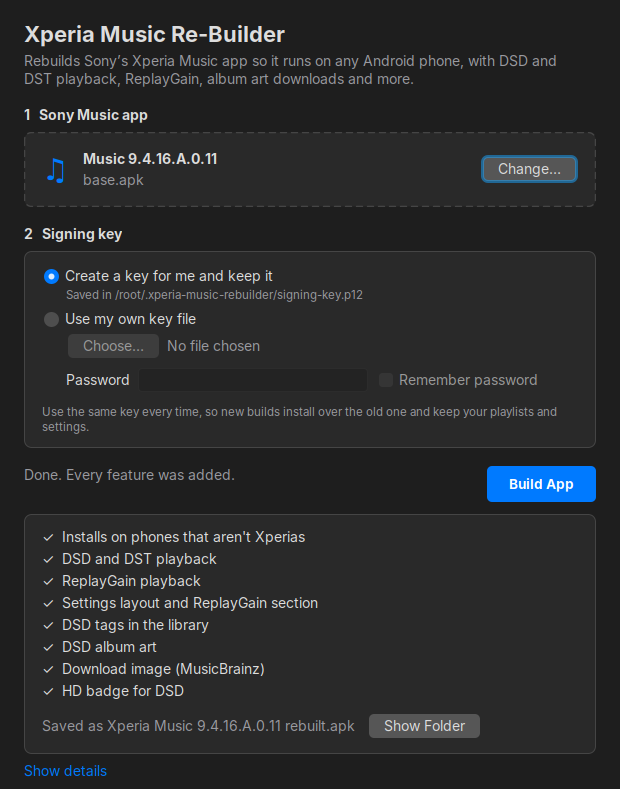 Xperia Music Re-Builder
Rebuilds Sony’s Xperia Music app so it runs on any Android phone, with DSD and
DST playback, ReplayGain, album art downloads and more.
1 Sony Music app
Music 9.4.16.A.0.11
base.apk
Change…
2 Signing key
Create a key for me and keep it
Saved in /root/.xperia-music-rebuilder/signing-key.p12
Use my own key file
Choose… No file chosen
Password Remember password
Use the same key every time, so new builds install over the old one and keep your playlists and
settings.
Done. Every feature was added.
Build App
✓ Installs on phones that aren't Xperias
✓ DSD and DST playback
✓ ReplayGain playback
✓ Settings layout and ReplayGain section
✓ DSD tags in the library
✓ DSD album art
✓ Download image (MusicBrainz)
✓ HD badge for DSD
Saved as Xperia Music 9.4.16.A.0.11 rebuilt.apk Show Folder
Show details